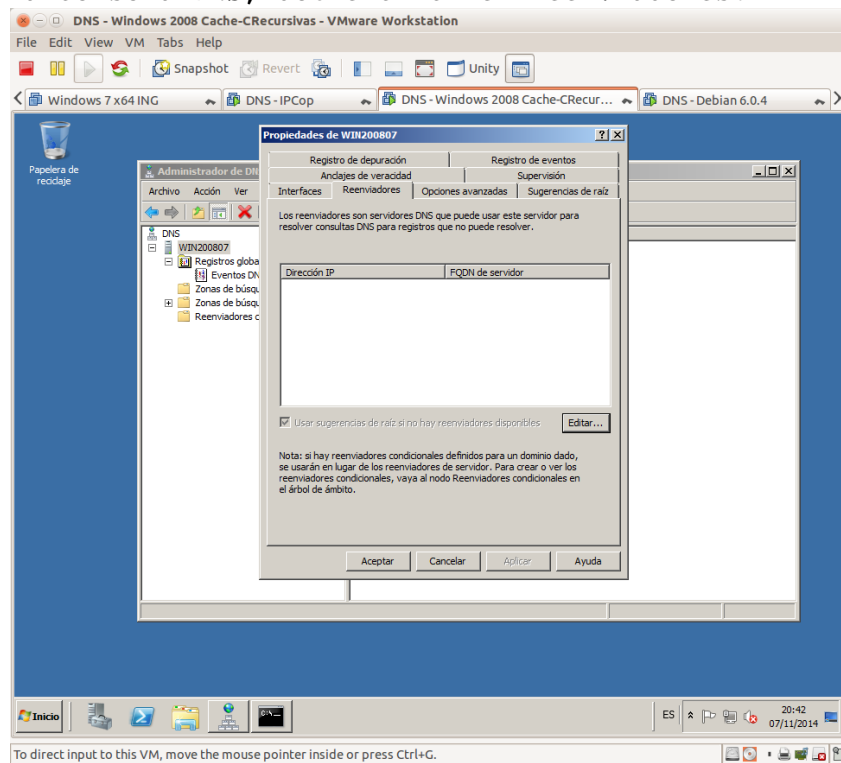 DNS - Windows 2008 Cache-CRecursivas - VMware Workstation
File Edit View VM Tabs Help
Snapshot Revert Unity
Windows 7 x64 ING
DNS - IPCop
DNS - Windows 2008 Cache-CRecur...
DNS - Debian 6.0.4
Papelera de
reciclaje
Administrador de DN
Archivo Acción Ver
DNS
WIN200807
Registros globa
Eventos DN
Zonas de búsqu
Zonas de búsqu
Reenviadores c
Propiedades de WIN200807
Registro de depuración
Registro de eventos
Anclajes de veracidad
Supervisión
Interfaces
Reenviadores
Opciones avanzadas
Sugerencias de raíz
Los reenviadores son servidores DNS que puede usar este servidor para
resolver consultas DNS para registros que no puede resolver.
Dirección IP
FQDN de servidor
Usar sugerencias de raíz si no hay reenviadores disponibles
Editar...
Nota: si hay reenviadores condicionales definidos para un dominio dado,
se usarán en lugar de los reenviadores de servidor. Para crear o ver los
reenviadores condicionales, vaya al nodo Reenviadores condicionales en
el árbol de ámbito.
Aceptar
Cancelar
Aplicar
Ayuda
Inicio
ES
20:42
07/11/2014
To direct input to this VM, move the mouse pointer inside or press Ctrl+G.